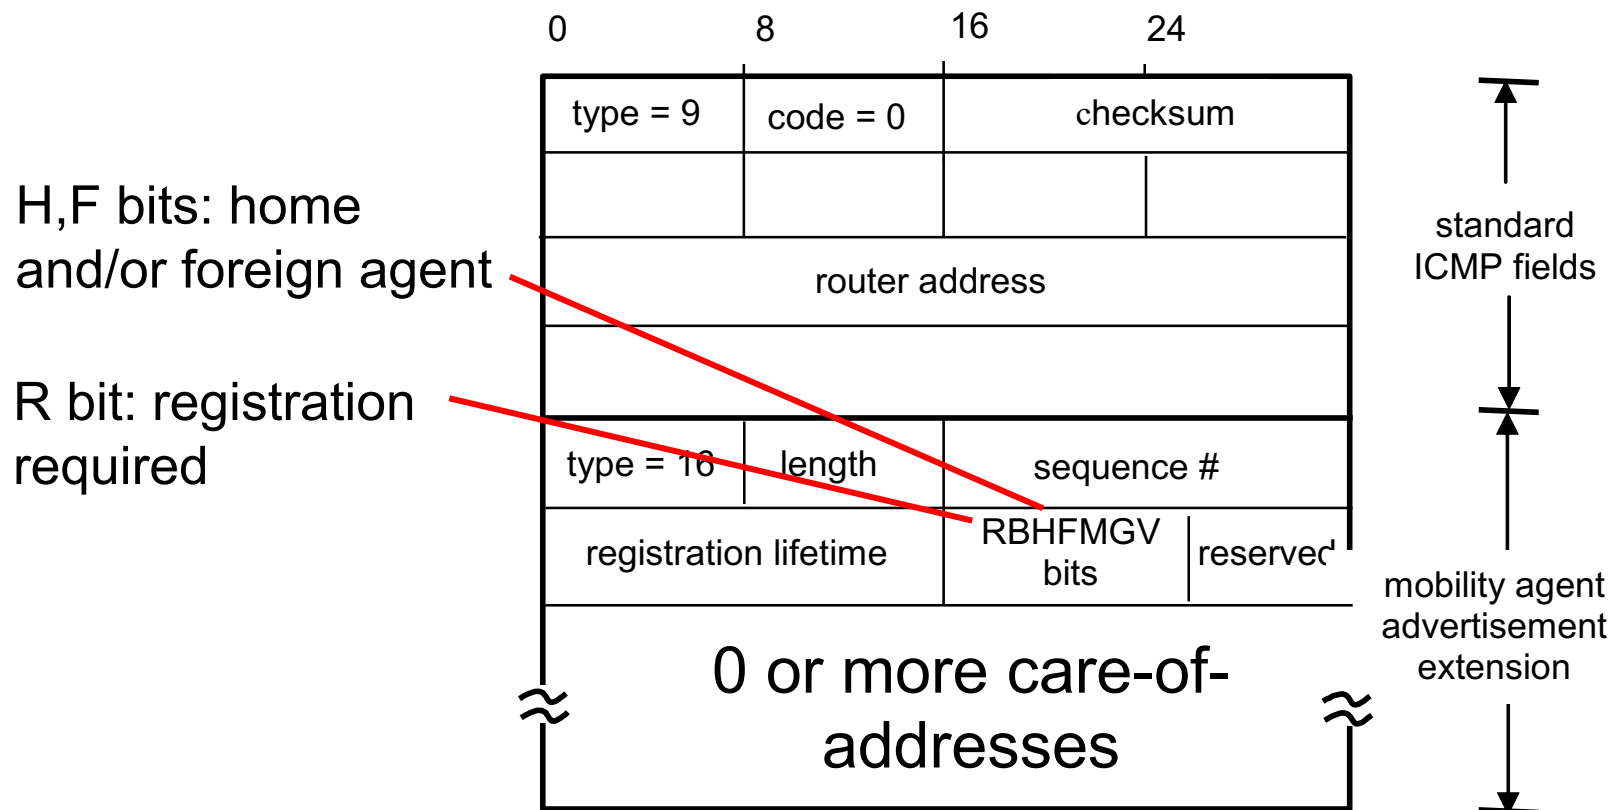 0 8 16 24
type = 9 code = 0 checksum
H,F bits: home
and/or foreign agent
standard
ICMP fields
router address
R bit: registration
required
type = 16 length sequence #
registration lifetime RBHFMGV
bits reserved
mobility agent
advertisement
extension
0 or more care-of-
addresses